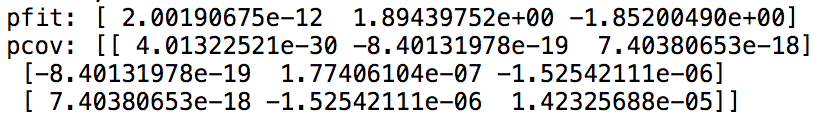 pfit: [ 2.00190675e-12  1.89439752e+00 -1.85200490e+00]
pcov: [[ 4.01322521e-30 -8.40131978e-19  7.40380653e-18]
 [-8.40131978e-19  1.77406104e-07 -1.52542111e-06]
 [ 7.40380653e-18 -1.52542111e-06  1.42325688e-05]]